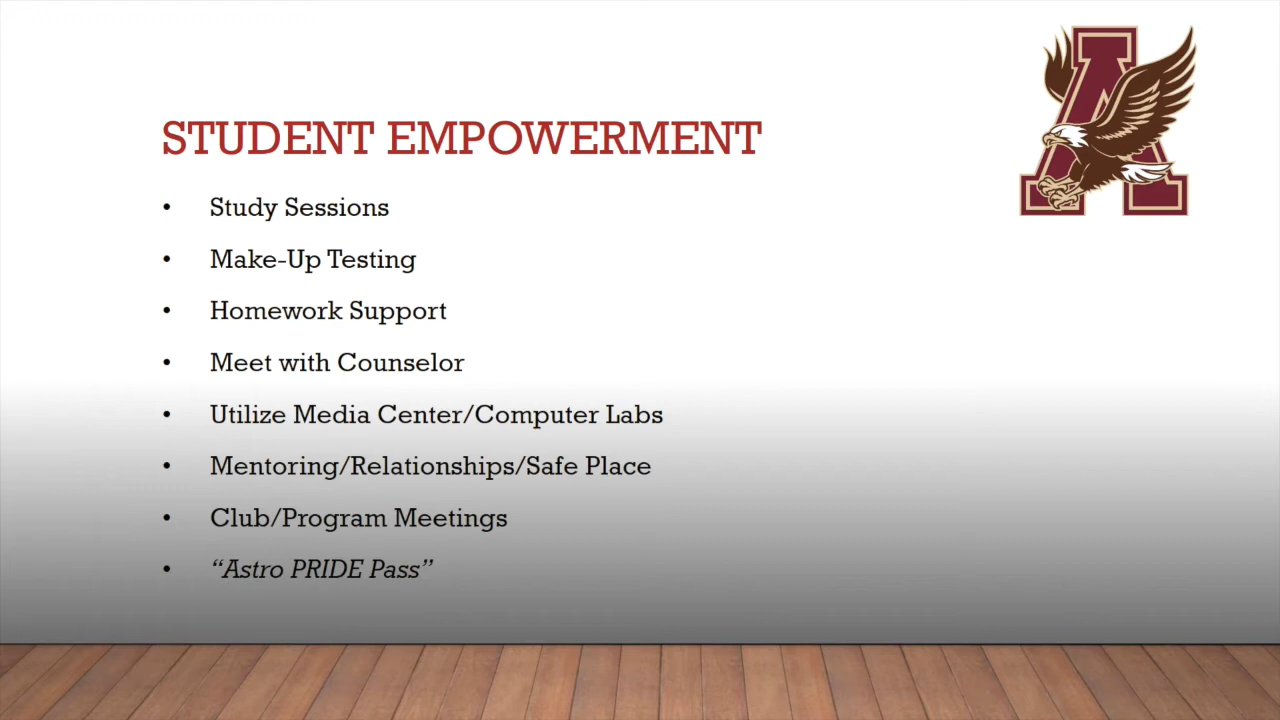 STUDENT EMPOWERMENT
• Study Sessions
• Make-Up Testing
• Homework Support
• Meet with Counselor
• Utilize Media Center/Computer Labs
• Mentoring/Relationships/Safe Place
• Club/Program Meetings
• “Astro PRIDE Pass”
A